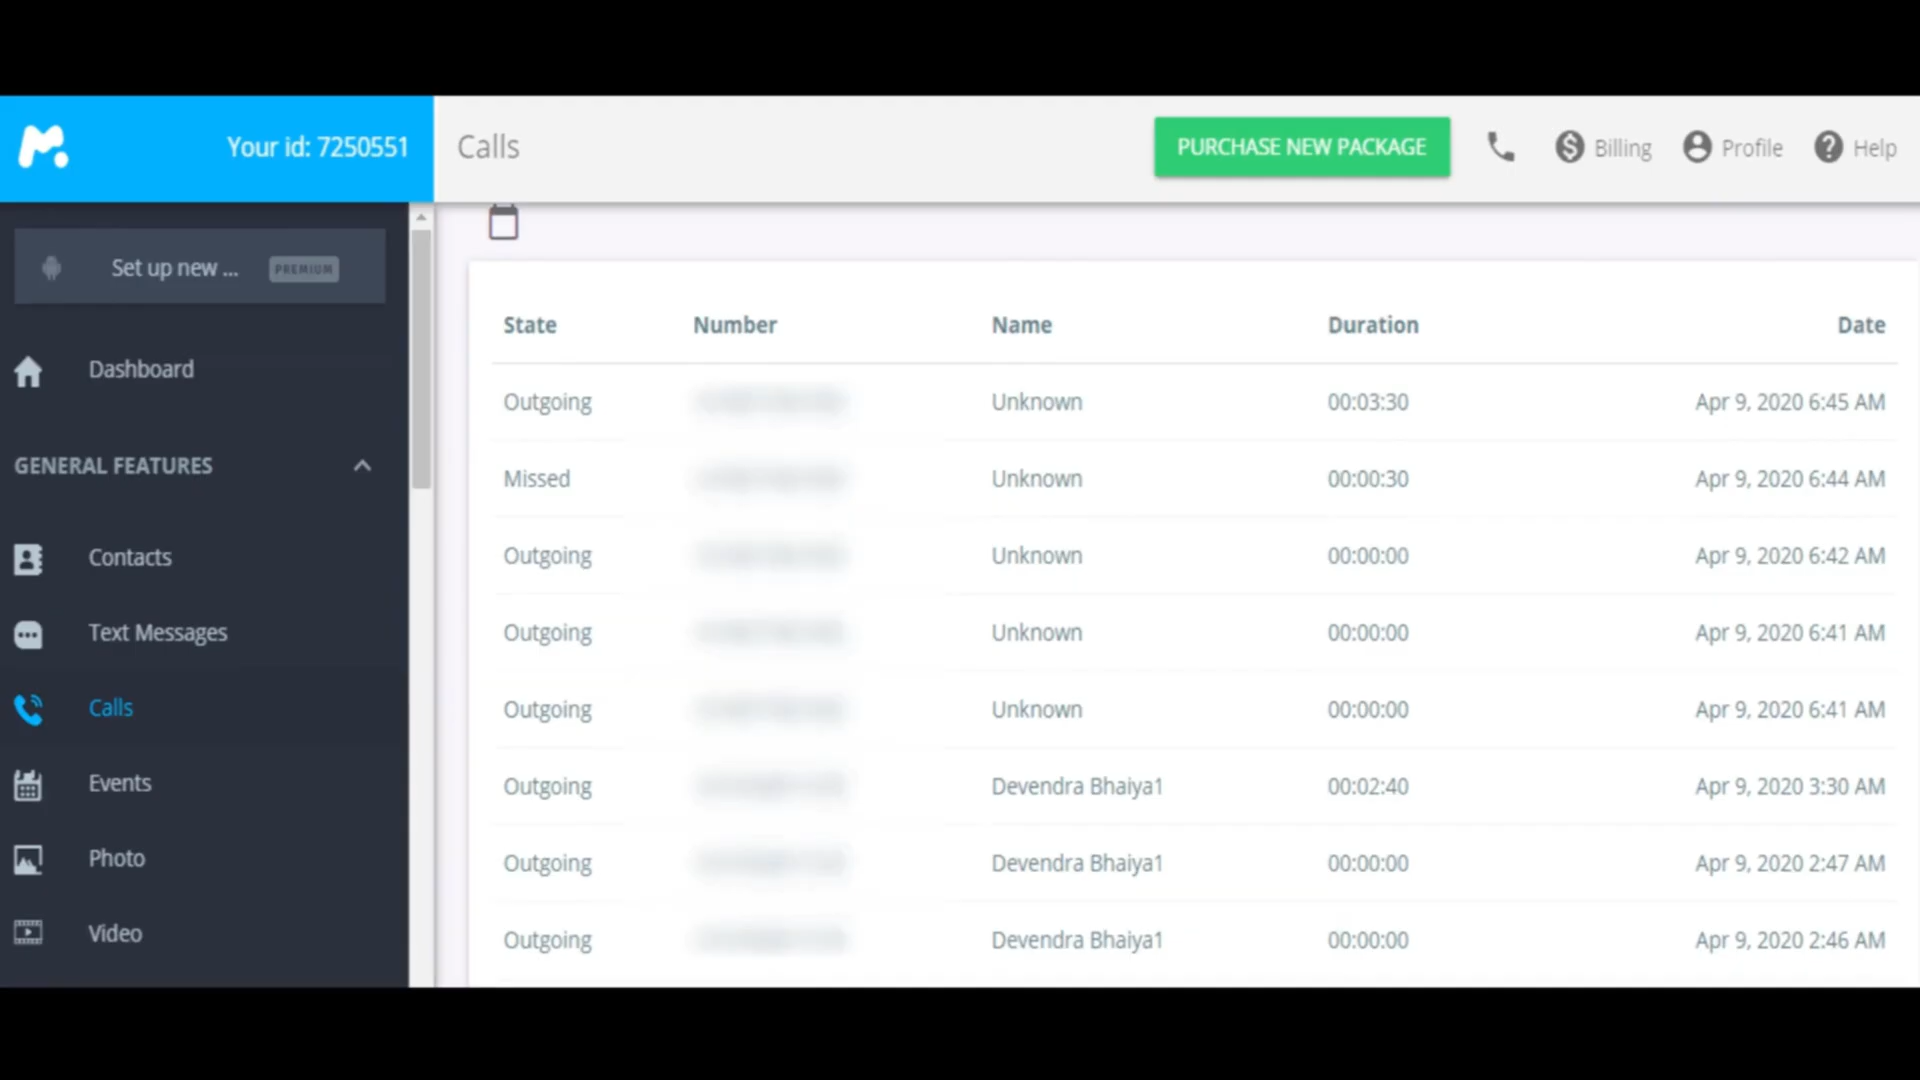 Your id: 7250551
Calls
PURCHASE NEW PACKAGE
Billing
Profile
Help
Set up new ...
PREMIUM
Dashboard
GENERAL FEATURES
Contacts
Text Messages
Calls
Events
Photo
Video
State Number Name Duration Date
Outgoing Unknown 00:03:30 Apr 9, 2020 6:45 AM
Missed Unknown 00:00:30 Apr 9, 2020 6:44 AM
Outgoing Unknown 00:00:00 Apr 9, 2020 6:42 AM
Outgoing Unknown 00:00:00 Apr 9, 2020 6:41 AM
Outgoing Unknown 00:00:00 Apr 9, 2020 6:41 AM
Outgoing Devendra Bhaiya1 00:02:40 Apr 9, 2020 3:30 AM
Outgoing Devendra Bhaiya1 00:00:00 Apr 9, 2020 2:47 AM
Outgoing Devendra Bhaiya1 00:00:00 Apr 9, 2020 2:46 AM